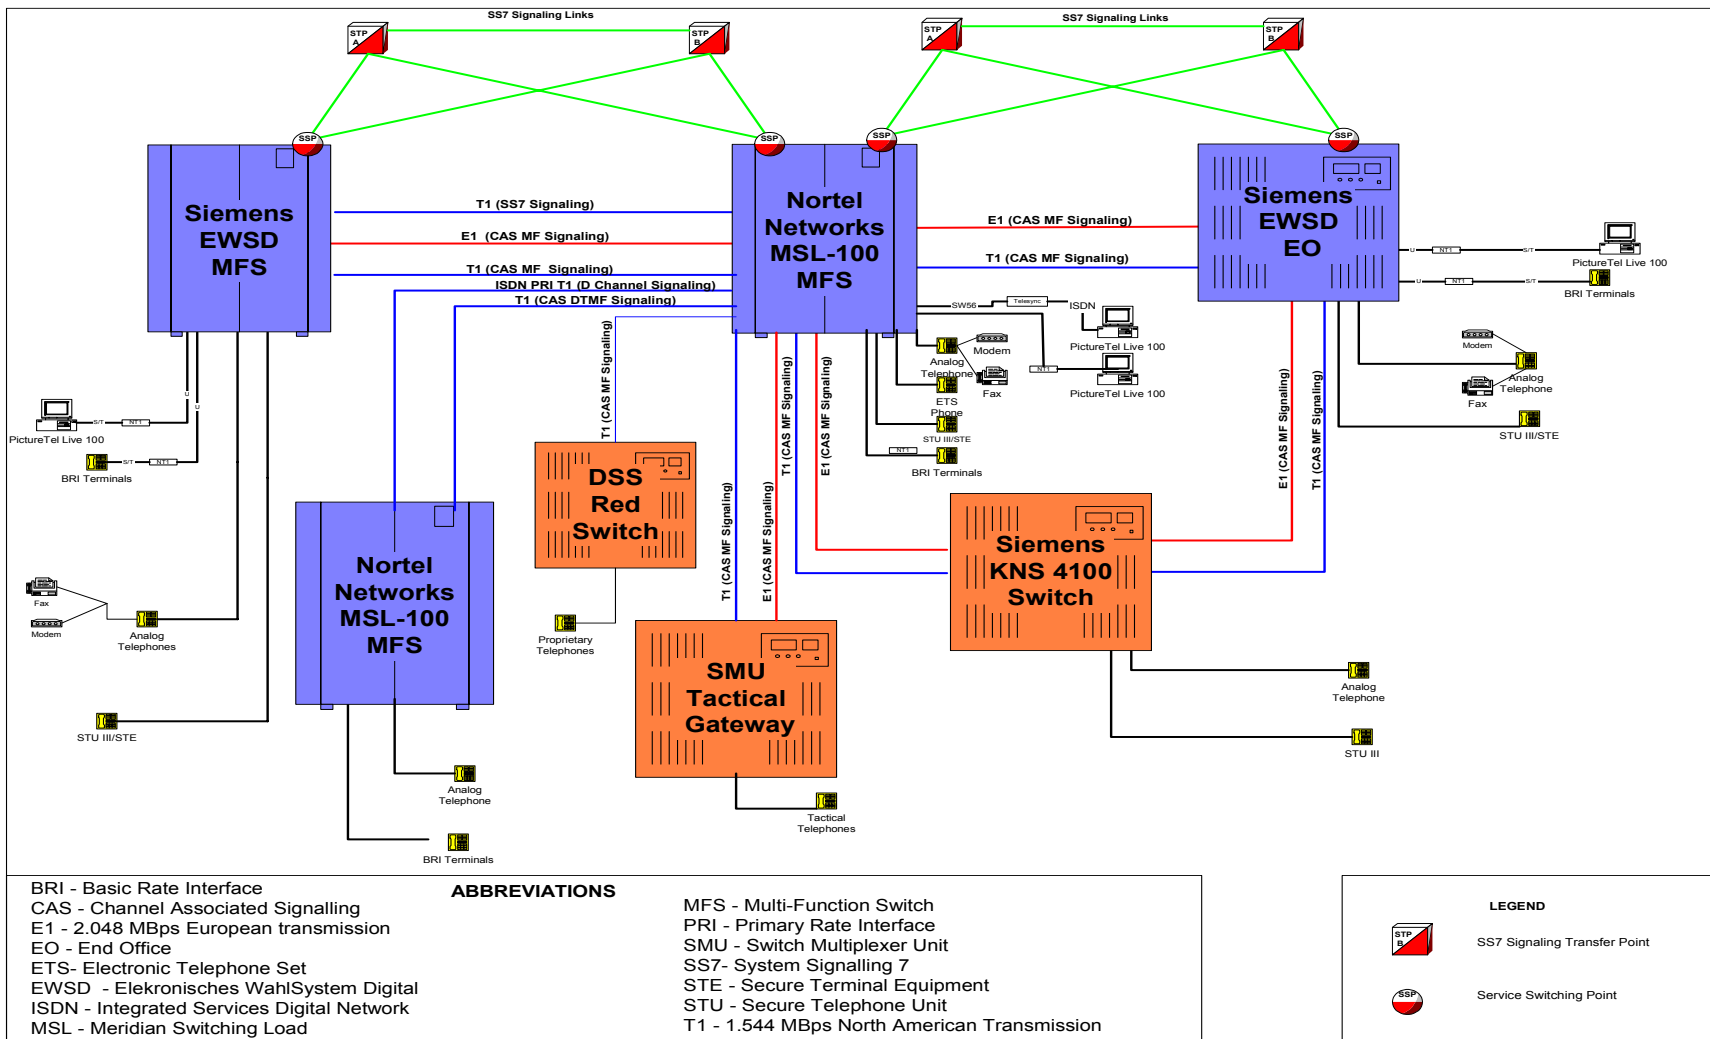 SS7 Signaling Links
SS7 Signaling Links
STP
A
STP
B
STP
A
STP
B
SSP
SSP
SSP
SSP
Siemens
EWSD
MFS
T1 (SS7 Signaling)
E1 (CAS MF Signaling)
T1 (CAS MF Signaling)
ISDN PRI T1 (D Channel Signaling)
T1 (CAS DTMF Signaling)
Nortel
Networks
MSL-100
MFS
E1 (CAS MF Signaling)
T1 (CAS MF Signaling)
Siemens
EWSD
EO
U
NT1
S/T
PictureTel Live 100
U
NT1
S/T
BRI Terminals
SW56
Telesync
ISDN
PictureTel Live 100
NT1
PictureTel Live 100
Analog
Telephone
Modem
Fax
ETS
Phone
STU III/STE
NT1
BRI Terminals
Modem
Fax
Analog
Telephone
STU III/STE
U
U
S/T
NT1
PictureTel Live 100
S/T
NT1
BRI Terminals
T1 (CAS MF Signaling)
T1 (CAS MF Signaling)
E1 (CAS MF Signaling)
T1 (CAS MF Signaling)
E1 (CAS MF Signaling)
E1 (CAS MF Signaling)
T1 (CAS MF Signaling)
DSS
Red
Switch
Siemens
KNS 4100
Switch
Nortel
Networks
MSL-100
MFS
Fax
Modem
Analog
Telephones
Proprietary
Telephones
SMU
Tactical
Gateway
STU III/STE
Analog
Telephone
STU III
Analog
Telephone
Tactical
Telephones
BRI Terminals
ABBREVIATIONS
BRI - Basic Rate Interface
CAS - Channel Associated Signalling
E1 - 2.048 MBps European transmission
EO - End Office
ETS- Electronic Telephone Set
EWSD - Elekronisches WahlSystem Digital
ISDN - Integrated Services Digital Network
MSL - Meridian Switching Load
MFS - Multi-Function Switch
PRI - Primary Rate Interface
SMU - Switch Multiplexer Unit
SS7- System Signalling 7
STE - Secure Terminal Equipment
STU - Secure Telephone Unit
T1 - 1.544 MBps North American Transmission
LEGEND
STP
B
SS7 Signaling Transfer Point
SSP
Service Switching Point